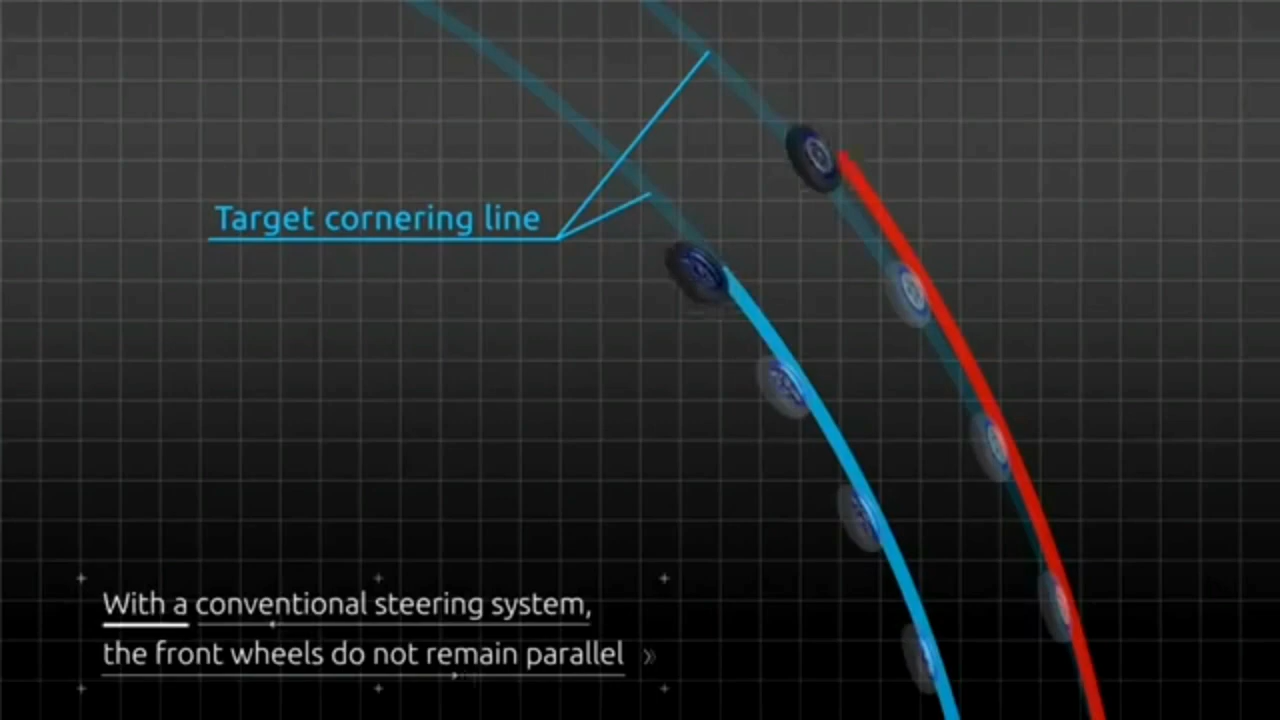 Target cornering line
With a conventional steering system,
the front wheels do not remain parallel »